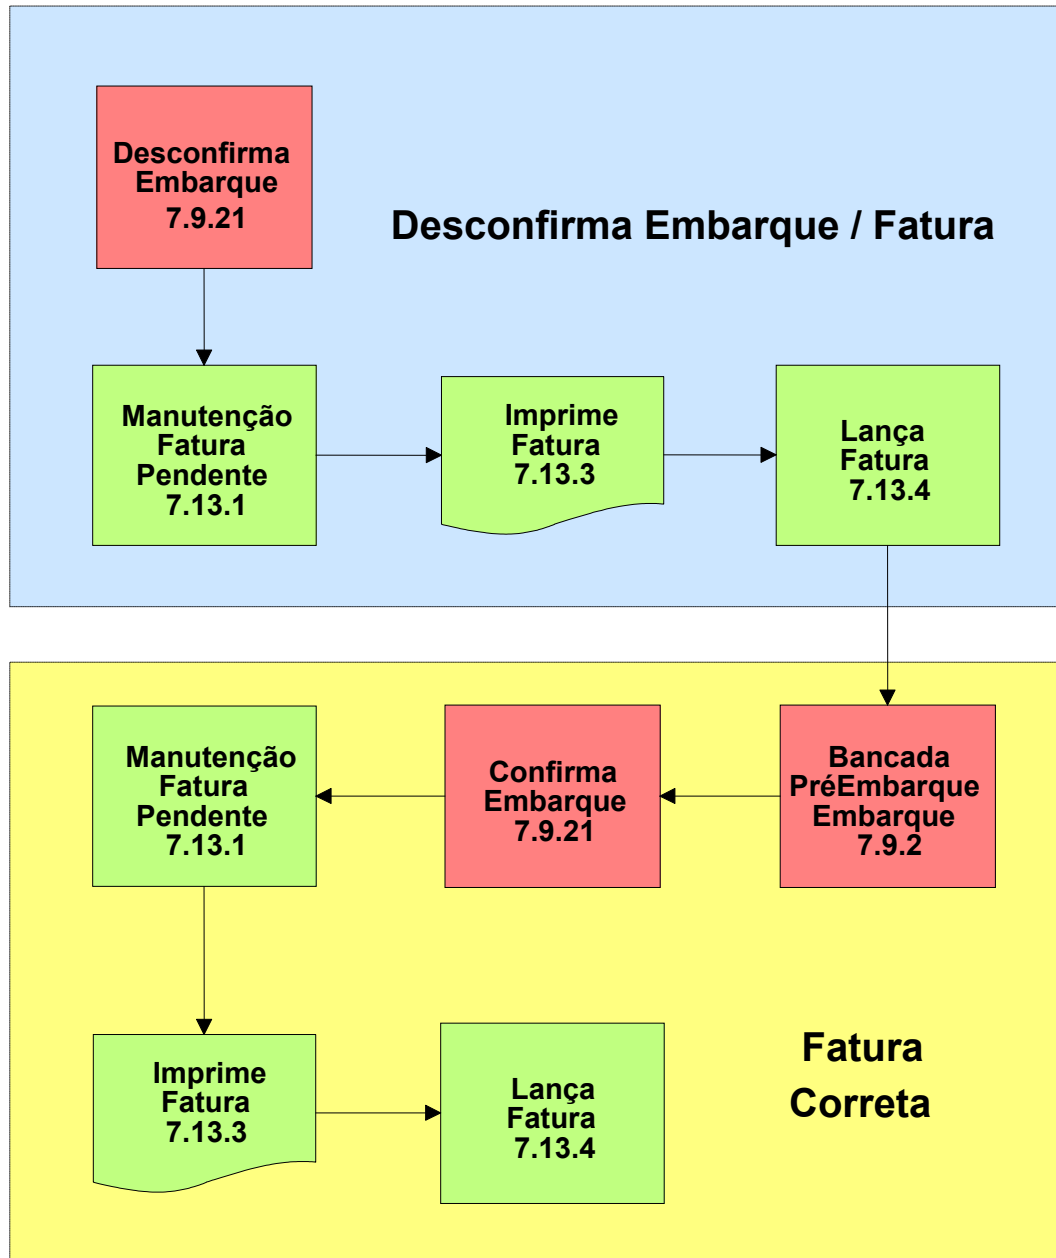 Desconfirma
Embarque
7.9.21
Desconfirma Embarque / Fatura
Manutenção
Fatura
Pendente
7.13.1
Imprime
Fatura
7.13.3
Lança
Fatura
7.13.4
Manutenção
Fatura
Pendente
7.13.1
Confirma
Embarque
7.9.21
Bancada
PréEmbarque
Embarque
7.9.2
Imprime
Fatura
7.13.3
Lança
Fatura
7.13.4
Fatura
Correta